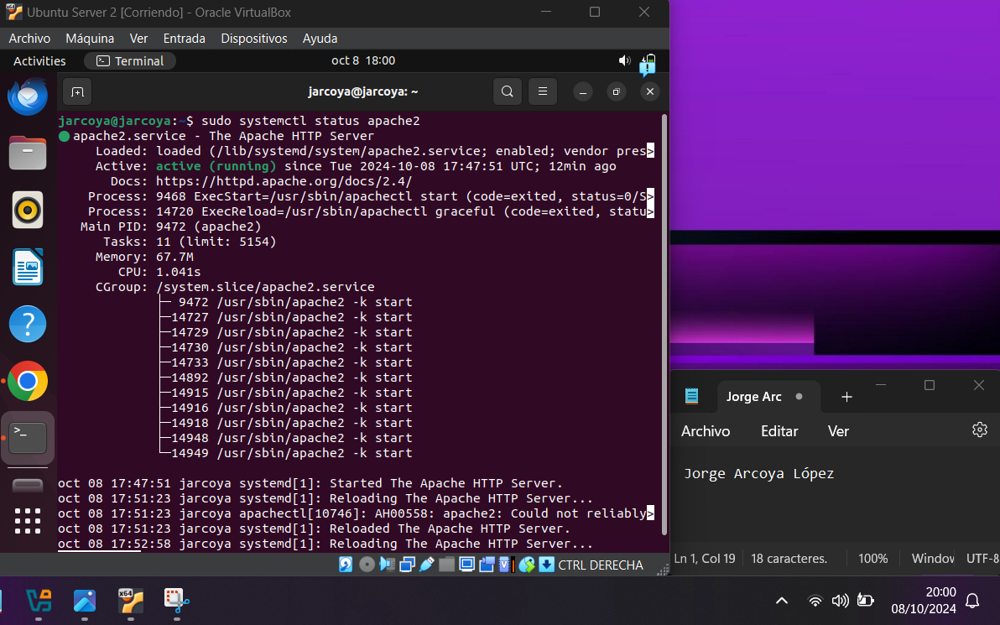 Ubuntu Server 2 [Corriendo] - Oracle VirtualBox
Archivo Máquina Ver Entrada Dispositivos Ayuda
Activities Terminal oct 8 18:00
jarcoya@jarcoya: ~
jarcoya@jarcoya:~$ sudo systemctl status apache2
apache2.service - The Apache HTTP Server
Loaded: loaded (/lib/systemd/system/apache2.service; enabled; vendor pres>
Active: active (running) since Tue 2024-10-08 17:47:51 UTC; 12min ago
Docs: https://httpd.apache.org/docs/2.4/
Process: 9468 ExecStart=/usr/sbin/apachectl start (code=exited, status=0/S>
Process: 14720 ExecReload=/usr/sbin/apachectl graceful (code=exited, statu>
Main PID: 9472 (apache2)
Tasks: 11 (limit: 5154)
Memory: 67.7M
CPU: 1.041s
CGroup: /system.slice/apache2.service
├─ 9472 /usr/sbin/apache2 -k start
├─14727 /usr/sbin/apache2 -k start
├─14729 /usr/sbin/apache2 -k start
├─14730 /usr/sbin/apache2 -k start
├─14733 /usr/sbin/apache2 -k start
├─14892 /usr/sbin/apache2 -k start
├─14915 /usr/sbin/apache2 -k start
├─14916 /usr/sbin/apache2 -k start
├─14918 /usr/sbin/apache2 -k start
├─14948 /usr/sbin/apache2 -k start
└─14949 /usr/sbin/apache2 -k start
oct 08 17:47:51 jarcoya systemd[1]: Started The Apache HTTP Server.
oct 08 17:51:23 jarcoya systemd[1]: Reloading The Apache HTTP Server...
oct 08 17:51:23 jarcoya apachectl[10746]: AH00558: apache2: Could not reliably>
oct 08 17:51:23 jarcoya systemd[1]: Reloaded The Apache HTTP Server.
oct 08 17:52:58 jarcoya systemd[1]: Reloading The Apache HTTP Server...
CTRL DERECHA
Jorge Arc
Archivo Editar Ver
Jorge Arcoya López
Ln 1, Col 19 18 caracteres. 100% Window UTF-8
x64
20:00
08/10/2024